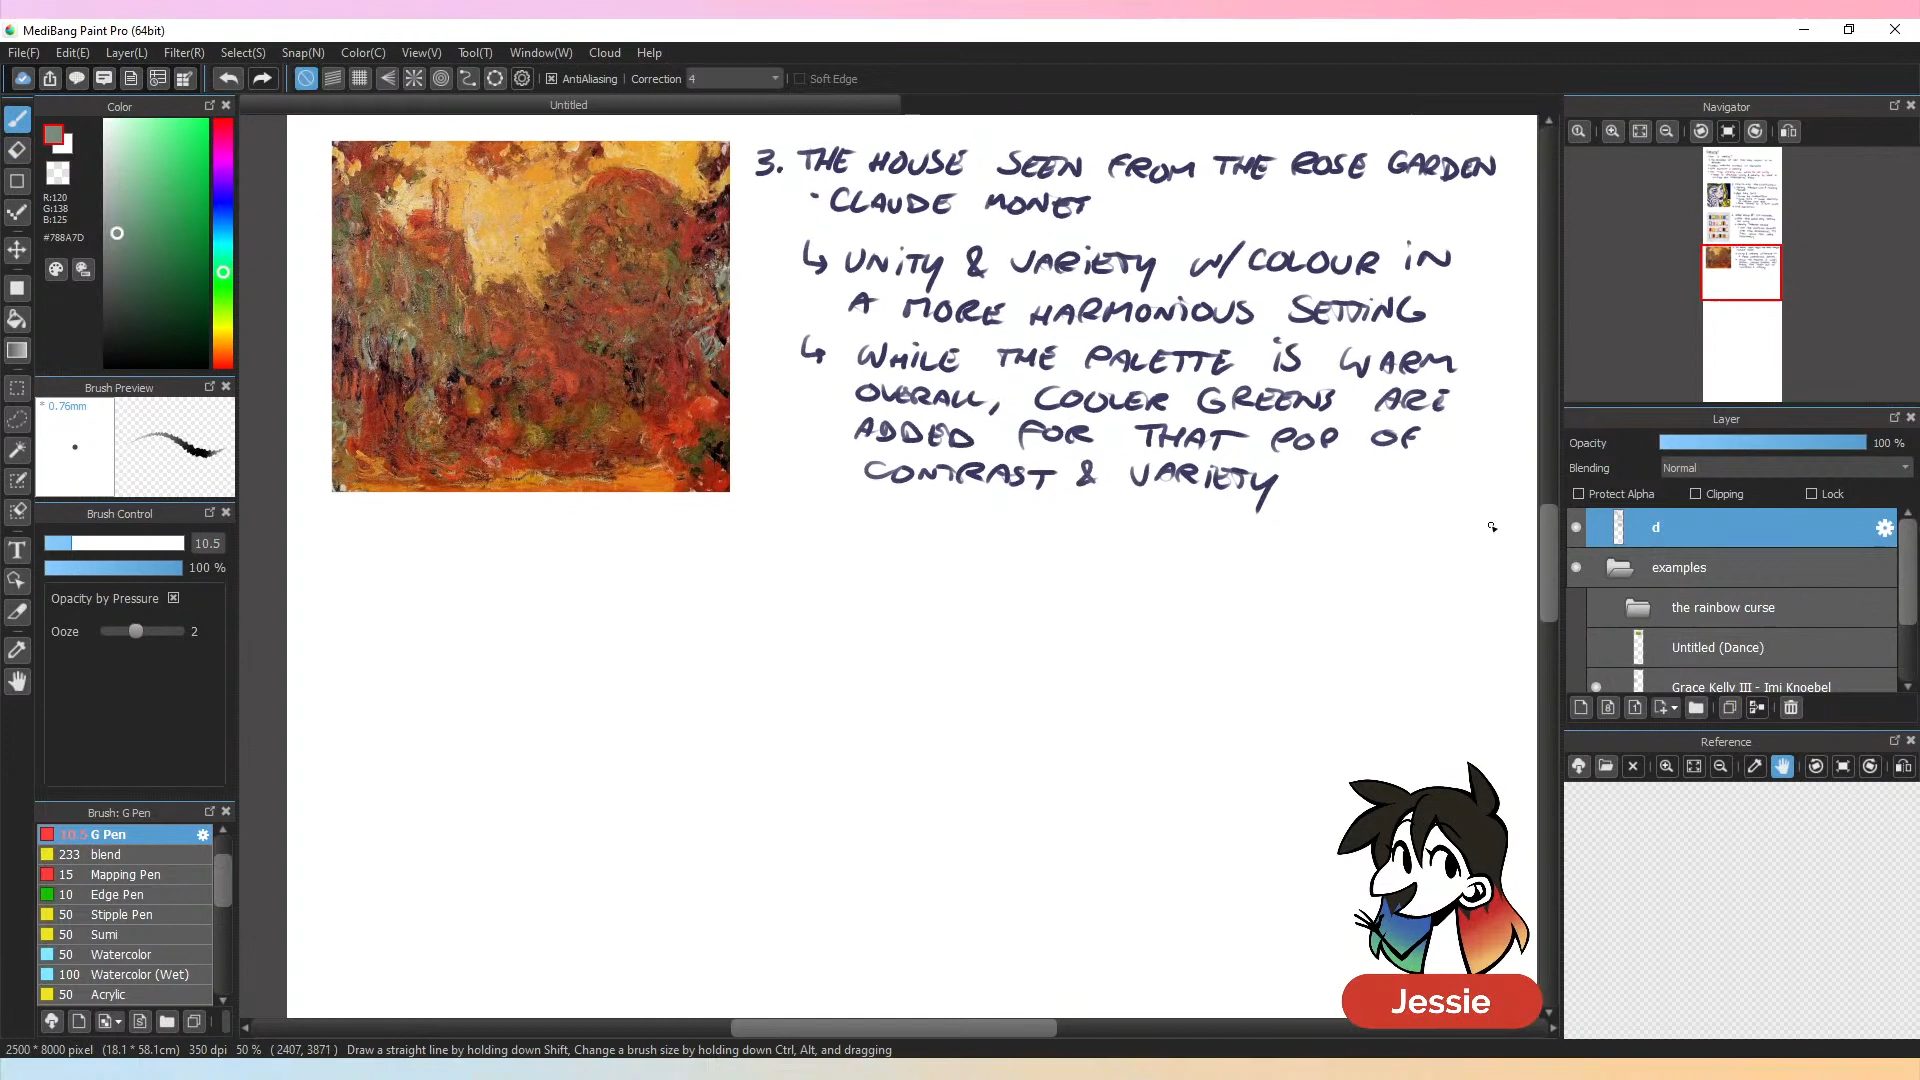 MediBang Paint Pro (64bit)
File(F) Edit(E) Layer(L) Filter(R) Select(S) Snap(N) Color(C) View(V) Tool(T) Window(W) Cloud Help
AntiAliasing Correction 4 Soft Edge
Color
Untitled
Navigator
R:120
G:138
B:125
#788A7D
3. THE HOUSE SEEN FROM THE ROSE GARDEN
· CLAUDE MONET
↳ UNITY & VARIETY W/COLOUR IN
A MORE HARMONIOUS SETTING
↳ WHILE THE PALETTE IS WARM
OVERALL, COOLER GREENS ARE
ADDED FOR THAT POP OF
CONTRAST & VARIETY
Brush Preview
* 0.76mm
Brush Control
10.5
100 %
Opacity by Pressure
Ooze 2
Brush: G Pen
10.5 G Pen
233 blend
15 Mapping Pen
10 Edge Pen
50 Stipple Pen
50 Sumi
50 Watercolor
100 Watercolor (Wet)
50 Acrylic
Layer
Opacity 100 %
Blending Normal
Protect Alpha Clipping Lock
d
examples
the rainbow curse
Untitled (Dance)
Grace Kelly III - Imi Knoebel
Reference
Jessie
2500 * 8000 pixel (18.1 * 58.1cm) 350 dpi 50 % ( 2407, 3871 ) Draw a straight line by holding down Shift, Change a brush size by holding down Ctrl, Alt, and dragging